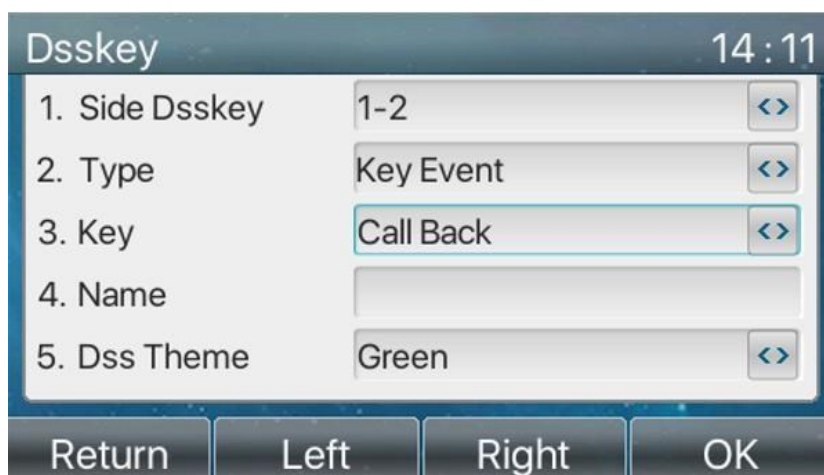 Dsskey 14:11
1. Side Dsskey 1-2
2. Type Key Event
3. Key Call Back
4. Name
5. Dss Theme Green
Return Left Right OK